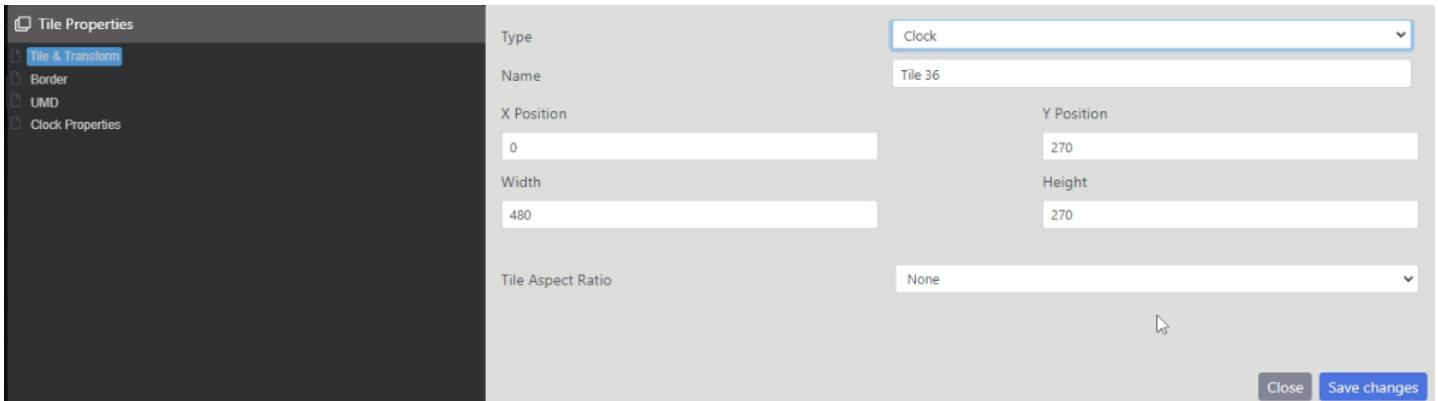 Tile Properties
Tile & Transform
Border
UMD
Clock Properties
Type
Clock
Name
Tile 36
X Position
Y Position
0
270
Width
Height
480
270
Tile Aspect Ratio
None
Close
Save changes